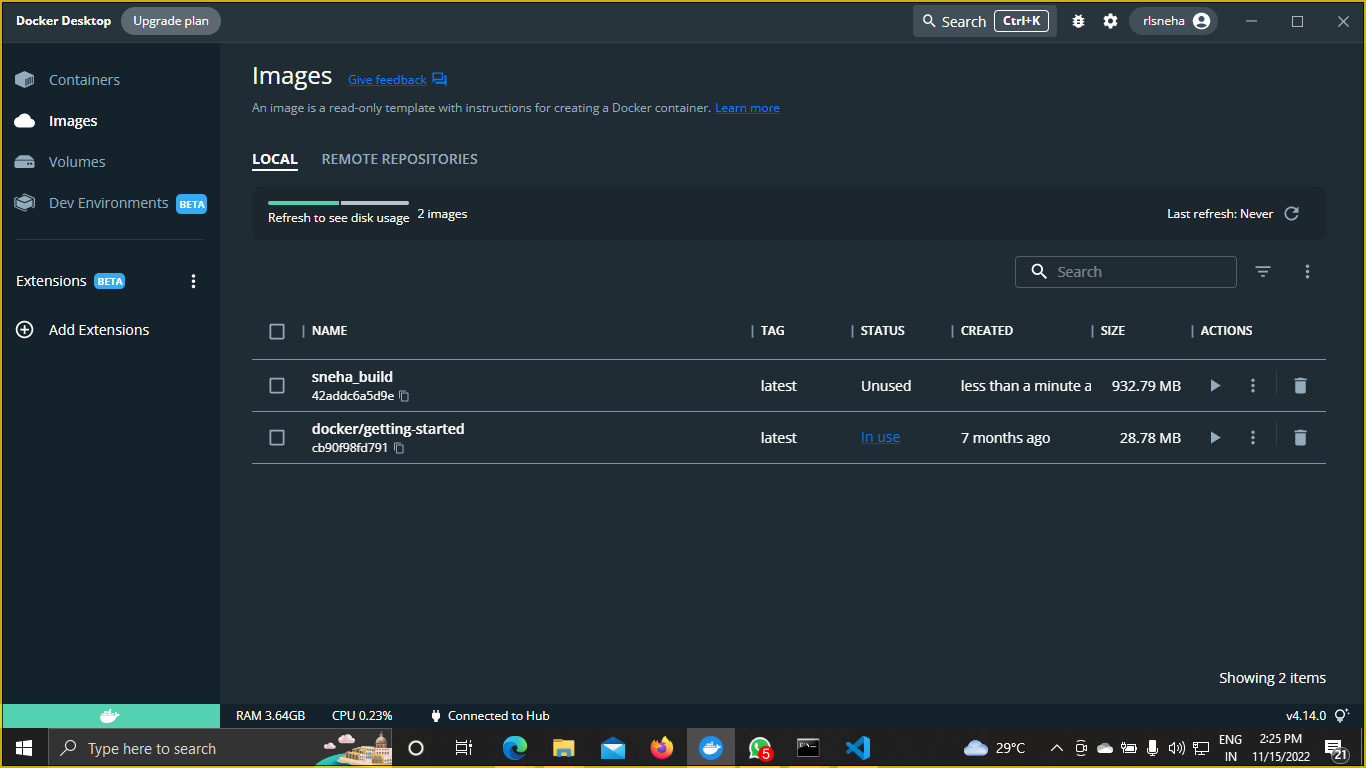 Docker Desktop Upgrade plan Search Ctrl+K rlsneha
Containers
Images
Volumes
Dev Environments BETA
Extensions BETA
Add Extensions
Images Give feedback
An image is a read-only template with instructions for creating a Docker container. Learn more
LOCAL REMOTE REPOSITORIES
Refresh to see disk usage 2 images Last refresh: Never
Search
NAME TAG STATUS CREATED SIZE ACTIONS
sneha_build latest Unused less than a minute a 932.79 MB
42addc6a5d9e
docker/getting-started latest In use 7 months ago 28.78 MB
cb90f98fd791
Showing 2 items
RAM 3.64GB CPU 0.23% Connected to Hub v4.14.0
Type here to search 5 29°C ENG IN 2:25 PM 11/15/2022 21